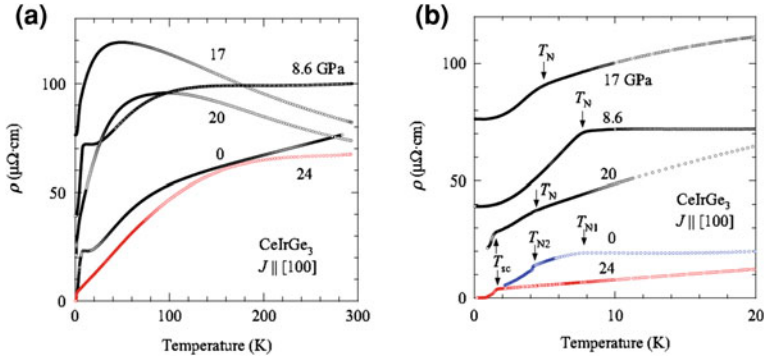 (a)
17
8.6 GPa
100
20
0
24
50
ρ (μΩ·cm)
CeIrGe3
J || [100]
0
0
100
200
300
Temperature (K)
(b)
100
TN
17 GPa
TN
8.6
50
ρ (μΩ·cm)
TN
20
CeIrGe3
J || [100]
TN2
TN1
0
Tsc
24
0
0
10
20
Temperature (K)